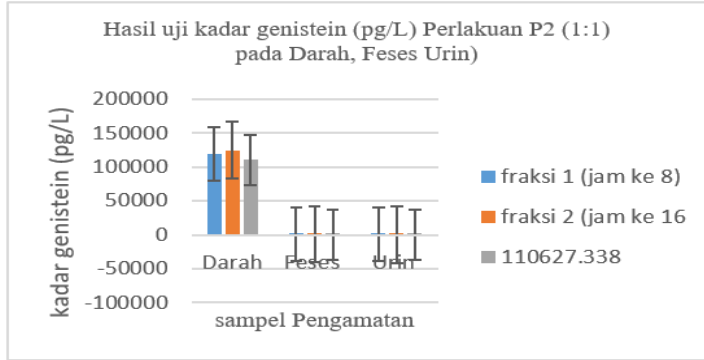 Hasil uji kadar genistein (pg/L) Perlakuan P2 (1:1)
pada Darah, Feses Urin)
kadar genistein (pg/L)
200000
150000
100000
50000
0
-50000
-100000
Darah
Feses
Urin
sampel Pengamatan
fraksi 1 (jam ke 8)
fraksi 2 (jam ke 16
110627.338